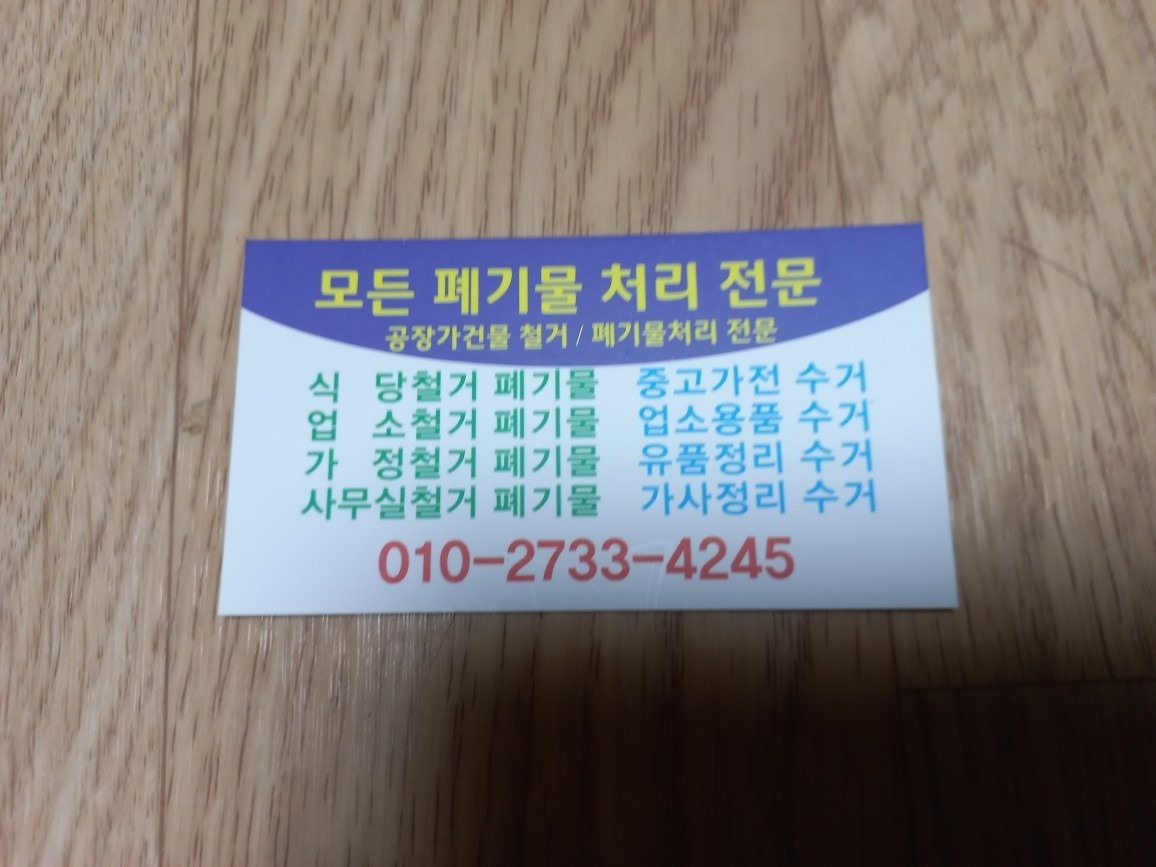 모든 폐기물 처리 전문
공장가건물 철거 / 폐기물처리 전문
식 당철거 폐기물 중고가전 수거
업 소철거 폐기물 업소용품 수거
가 정철거 폐기물 유품정리 수거
사무실철거 폐기물 가사정리 수거
010-2733-4245